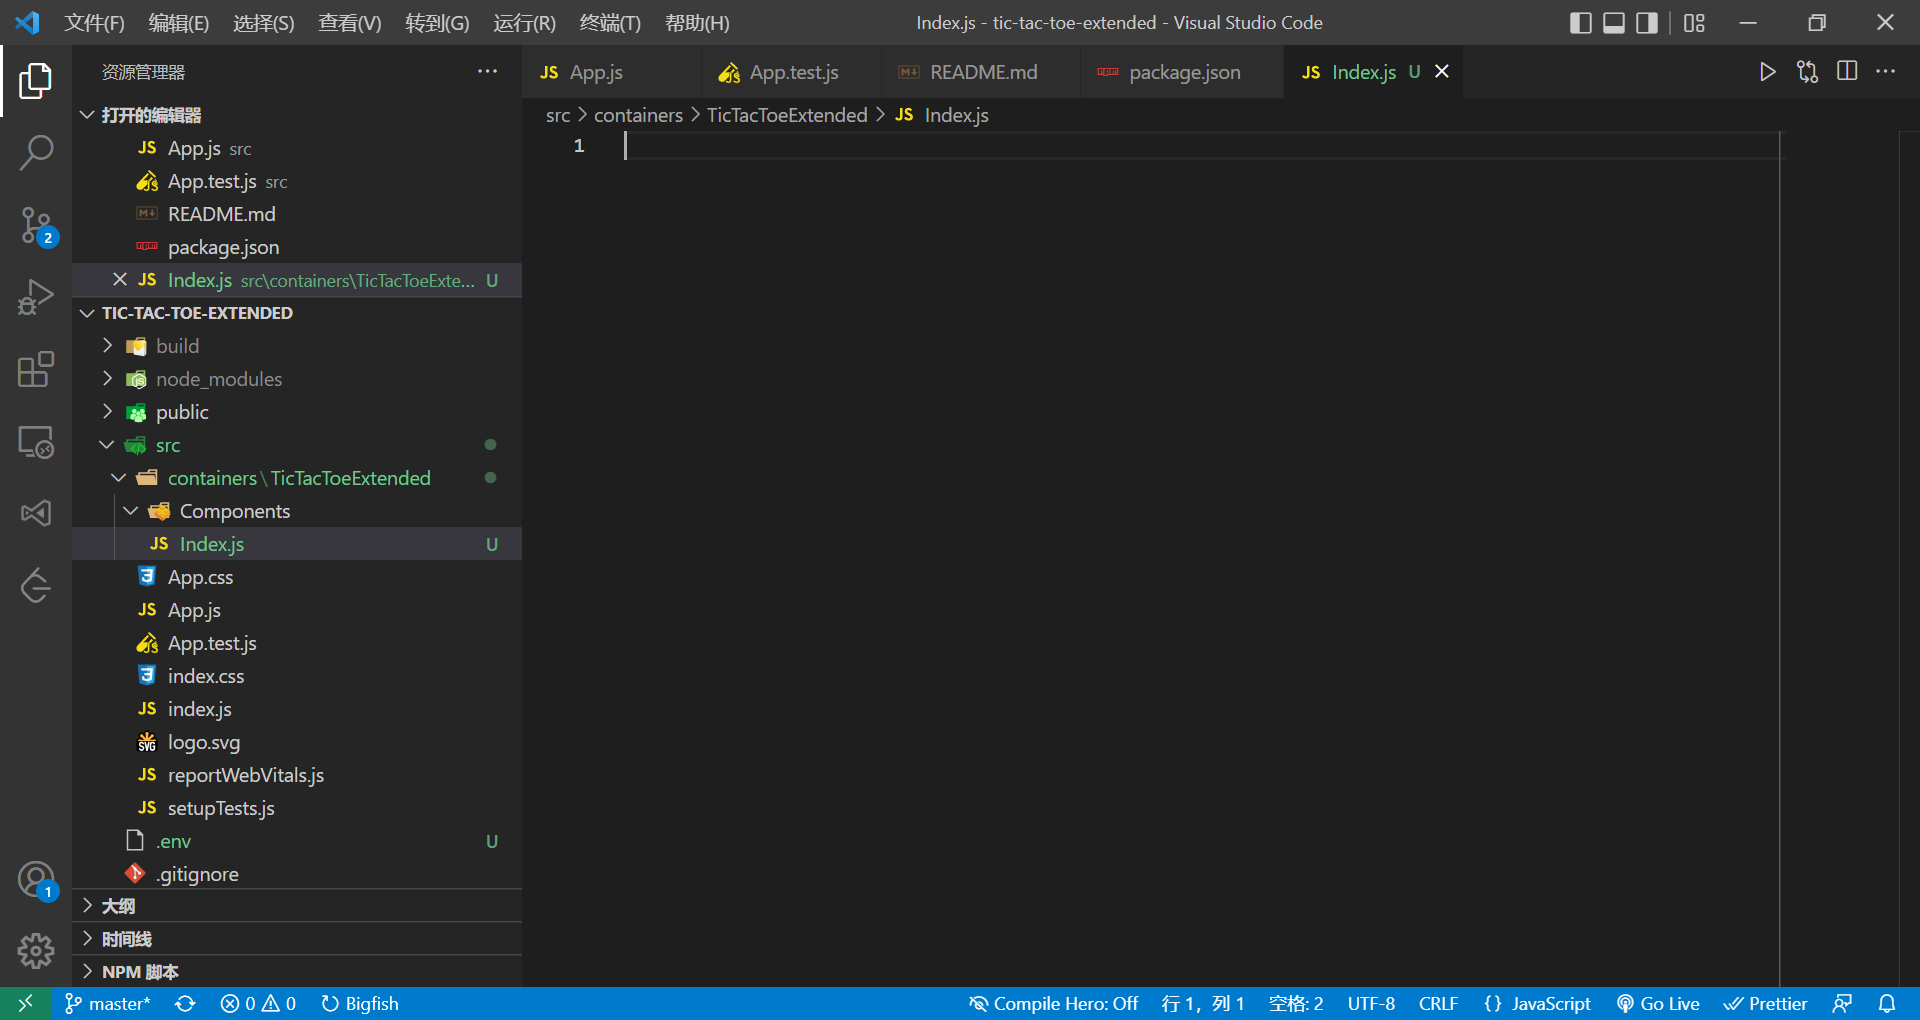 文件(F) 编辑(E) 选择(S) 查看(V) 转到(G) 运行(R) 终端(T) 帮助(H) Index.js - tic-tac-toe-extended - Visual Studio Code
资源管理器 ···
JS App.js App.test.js README.md package.json JS Index.js U
打开的编辑器
src > containers > TicTacToeExtended > JS Index.js
1
JS App.js src
App.test.js src
README.md
package.json
JS Index.js src\containers\TicTacToeExte... U
TIC-TAC-TOE-EXTENDED
build
node_modules
public
src
containers\TicTacToeExtended
Components
JS Index.js U
App.css
JS App.js
App.test.js
index.css
JS index.js
SVG logo.svg
JS reportWebVitals.js
JS setupTests.js
.env U
.gitignore
大纲
时间线
NPM 脚本
2
1
master* 0 0 Bigfish Compile Hero: Off 行 1，列 1 空格: 2 UTF-8 CRLF {} JavaScript Go Live Prettier